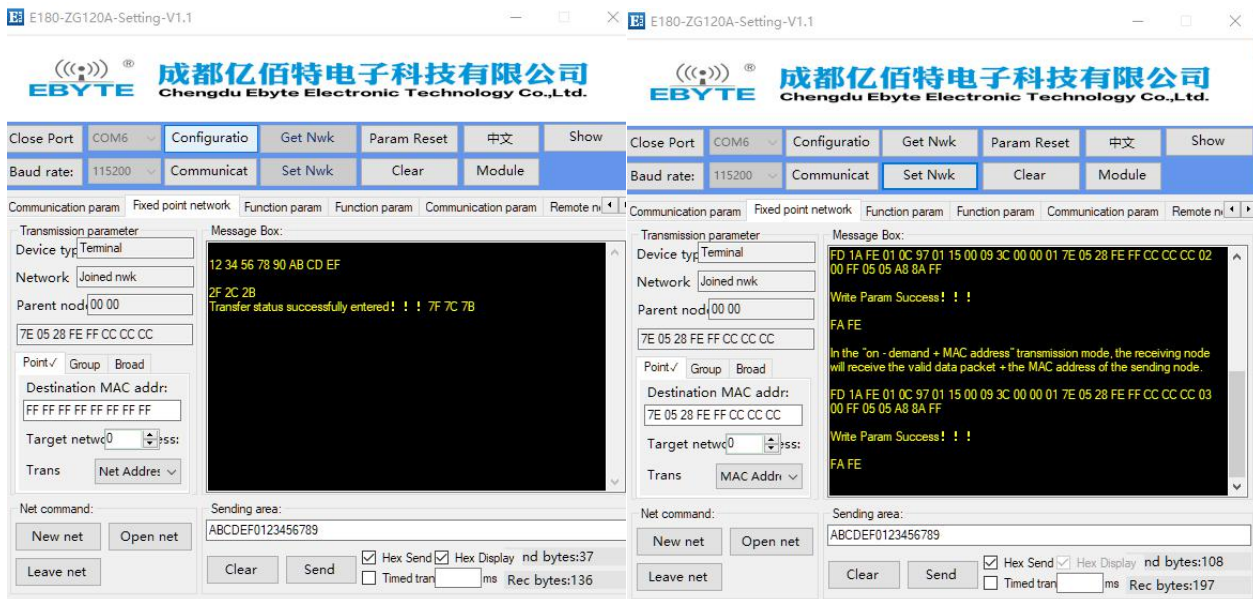 E180-ZG120A-Setting-V1.1
(((•))) ®
EBYTE
成都亿佰特电子科技有限公司
Chengdu Ebyte Electronic Technology Co.,Ltd.
Close Port COM6 Configuratio Get Nwk Param Reset 中文 Show
Baud rate: 115200 Communicat Set Nwk Clear Module
Communication param Fixed point network Function param Function param Communication param Remote n
Transmission parameter
Device typ Terminal
Network Joined nwk
Parent nod 00 00
7E 05 28 FE FF CC CC CC
Point✓ Group Broad
Destination MAC addr:
FF FF FF FF FF FF FF FF
Target netwc 0 ess:
Trans Net Addres
Message Box:
12 34 56 78 90 AB CD EF
2F 2C 2B
Transfer status successfully entered！！！ 7F 7C 7B
Net command:
New net Open net
Leave net
Sending area:
ABCDEF0123456789
Clear Send
Hex Send Hex Display nd bytes:37
Timed tran ms Rec bytes:136
E180-ZG120A-Setting-V1.1
(((•))) ®
EBYTE
成都亿佰特电子科技有限公司
Chengdu Ebyte Electronic Technology Co.,Ltd.
Close Port COM6 Configuratio Get Nwk Param Reset 中文 Show
Baud rate: 115200 Communicat Set Nwk Clear Module
Communication param Fixed point network Function param Function param Communication param Remote n
Transmission parameter
Device typ Terminal
Network Joined nwk
Parent nod 00 00
7E 05 28 FE FF CC CC CC
Point✓ Group Broad
Destination MAC addr:
7E 05 28 FE FF CC CC CC
Target netwc 0 ess:
Trans MAC Addr
Message Box:
FD 1A FE 01 0C 97 01 15 00 09 3C 00 00 01 7E 05 28 FE FF CC CC CC 02
00 FF 05 05 A8 8A FF
Write Param Success！！！
FA FE
In the "on - demand + MAC address" transmission mode, the receiving node
will receive the valid data packet + the MAC address of the sending node.
FD 1A FE 01 0C 97 01 15 00 09 3C 00 00 01 7E 05 28 FE FF CC CC CC 03
00 FF 05 05 A8 8A FF
Write Param Success！！！
FA FE
Net command:
New net Open net
Leave net
Sending area:
ABCDEF0123456789
Clear Send
Hex Send Hex Display nd bytes:108
Timed tran ms Rec bytes:197